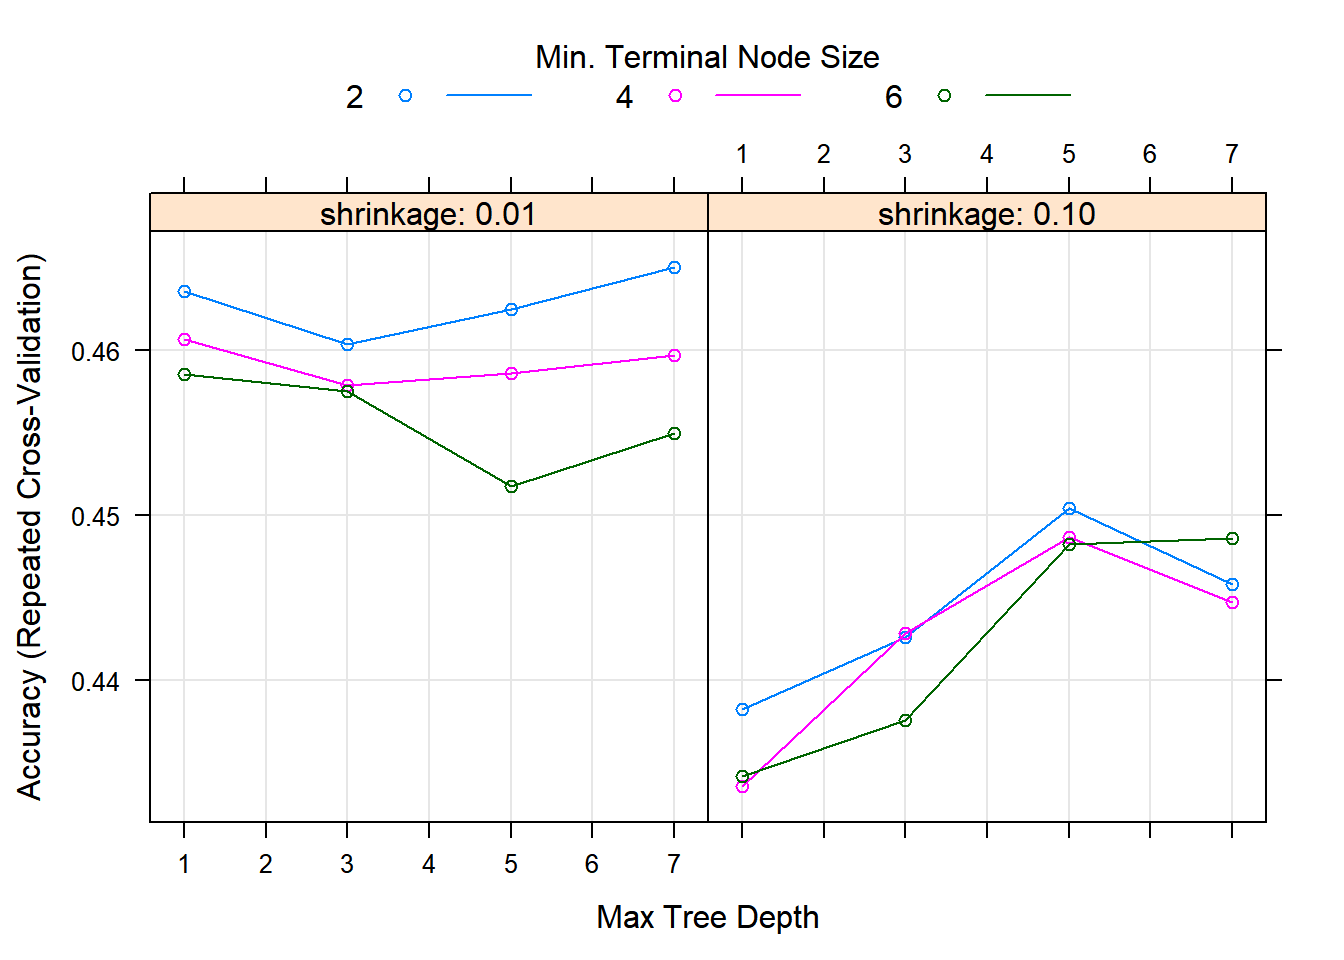 Min. Terminal Node Size
2 4 6
1 2 3 4 5 6 7
shrinkage: 0.01 shrinkage: 0.10
Accuracy (Repeated Cross-Validation)
0.46
0.45
0.44
1 2 3 4 5 6 7
Max Tree Depth